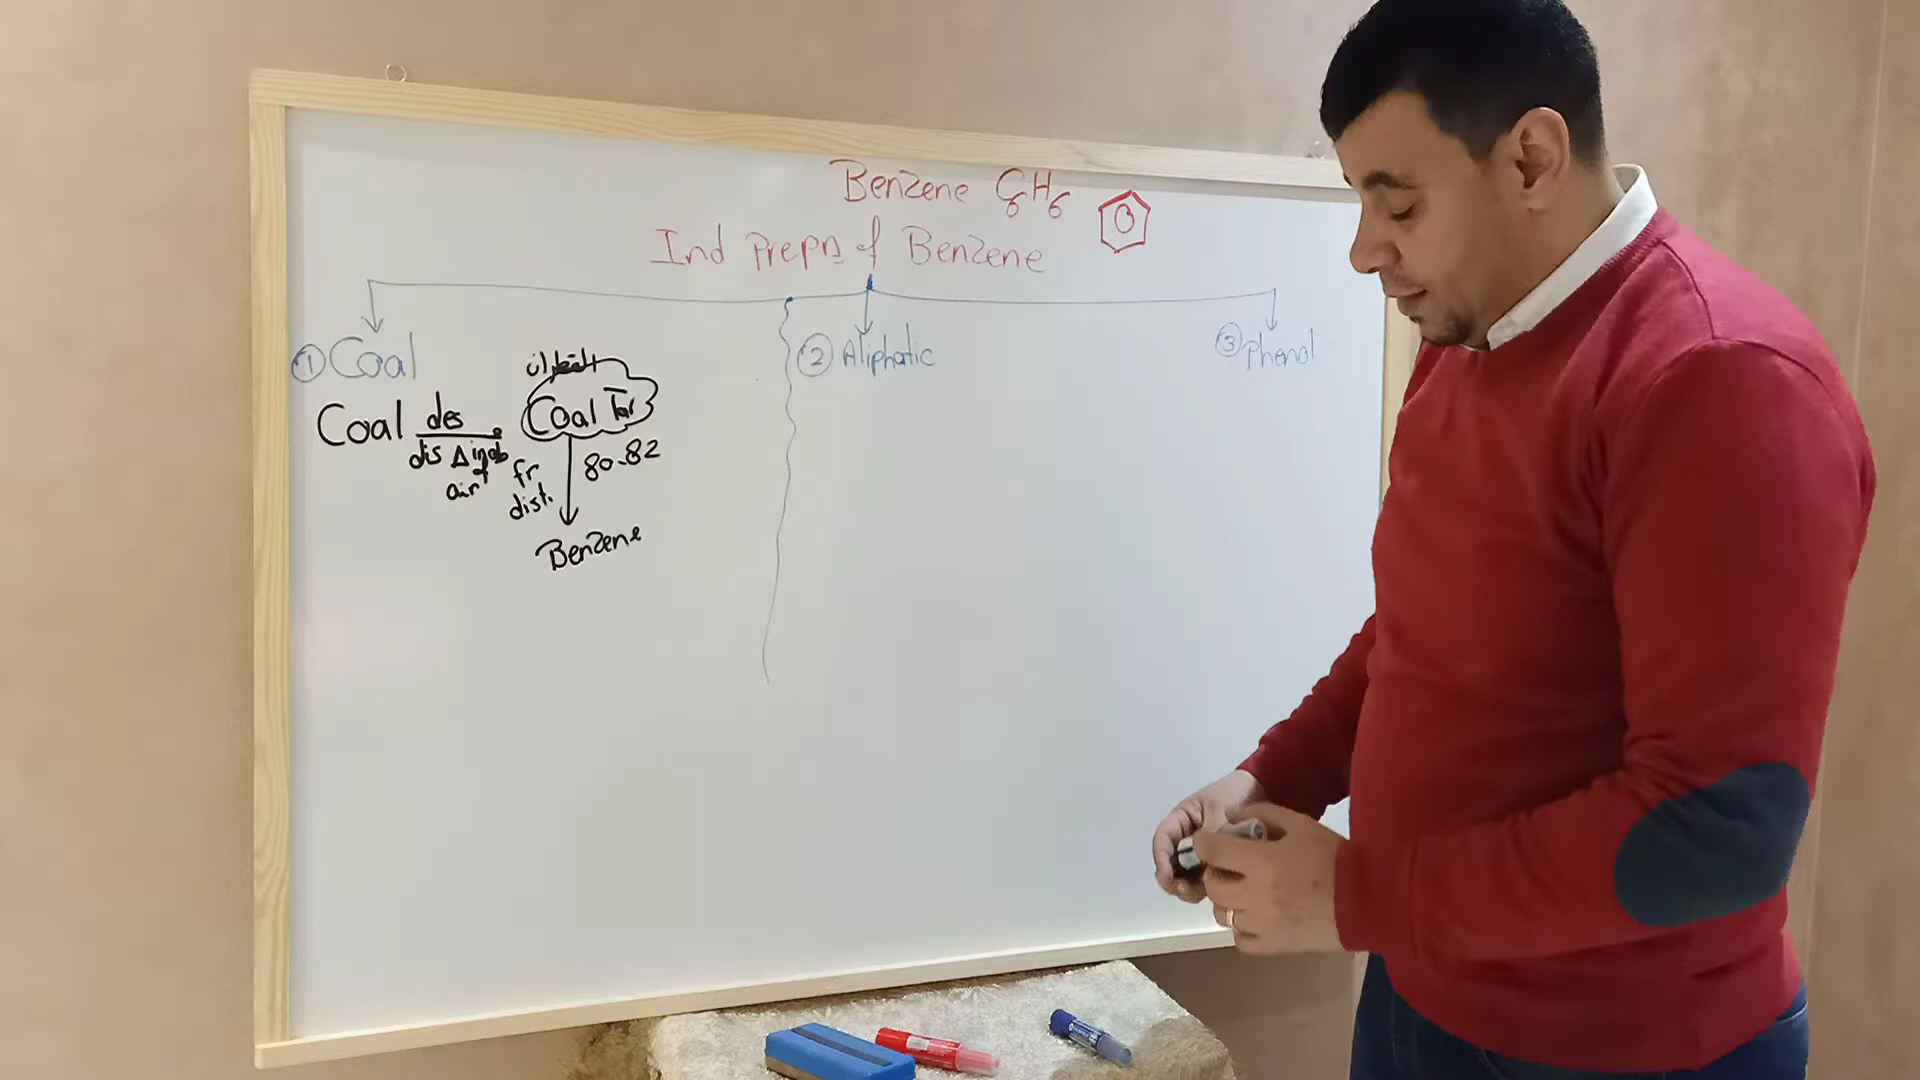 Benzene C6H6
Ind Prepn of Benzene
① Coal
② Aliphatic
③ Phenol
القطران
Coal des Coal Tar
dis Δ in ab
of air
fr dist. 80-82
Benzene